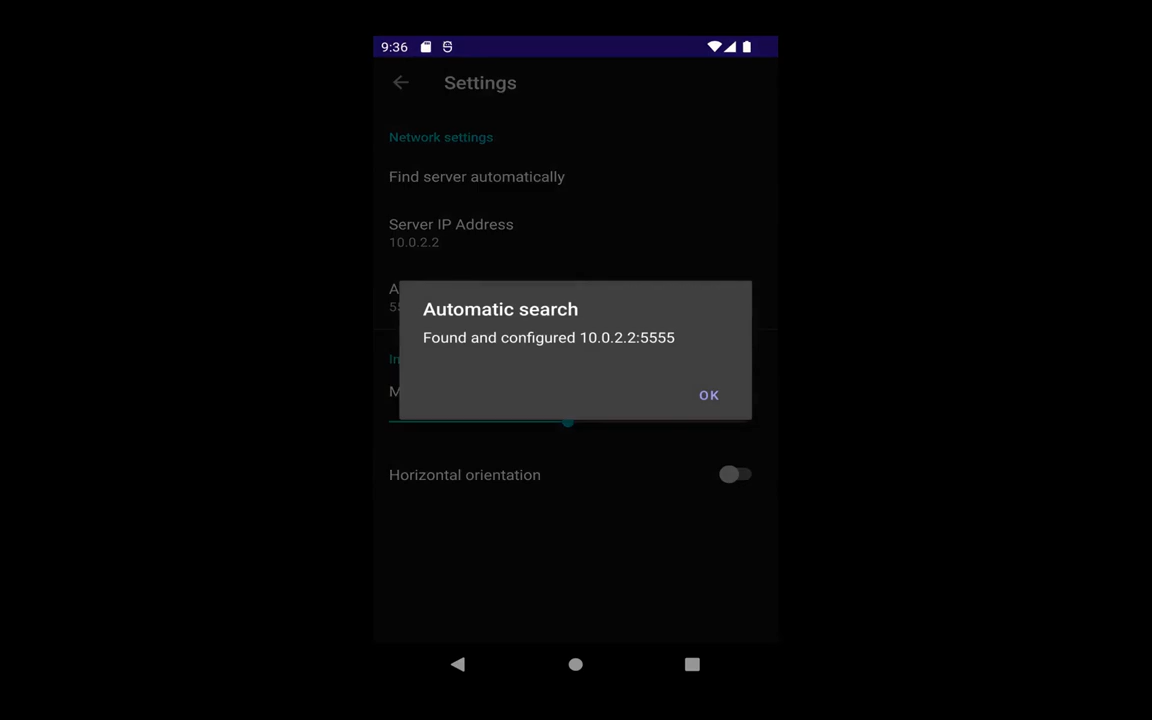 9:36
Settings
Network settings
Find server automatically
Server IP Address
10.0.2.2
Automatic search
Found and configured 10.0.2.2:5555
OK
Horizontal orientation